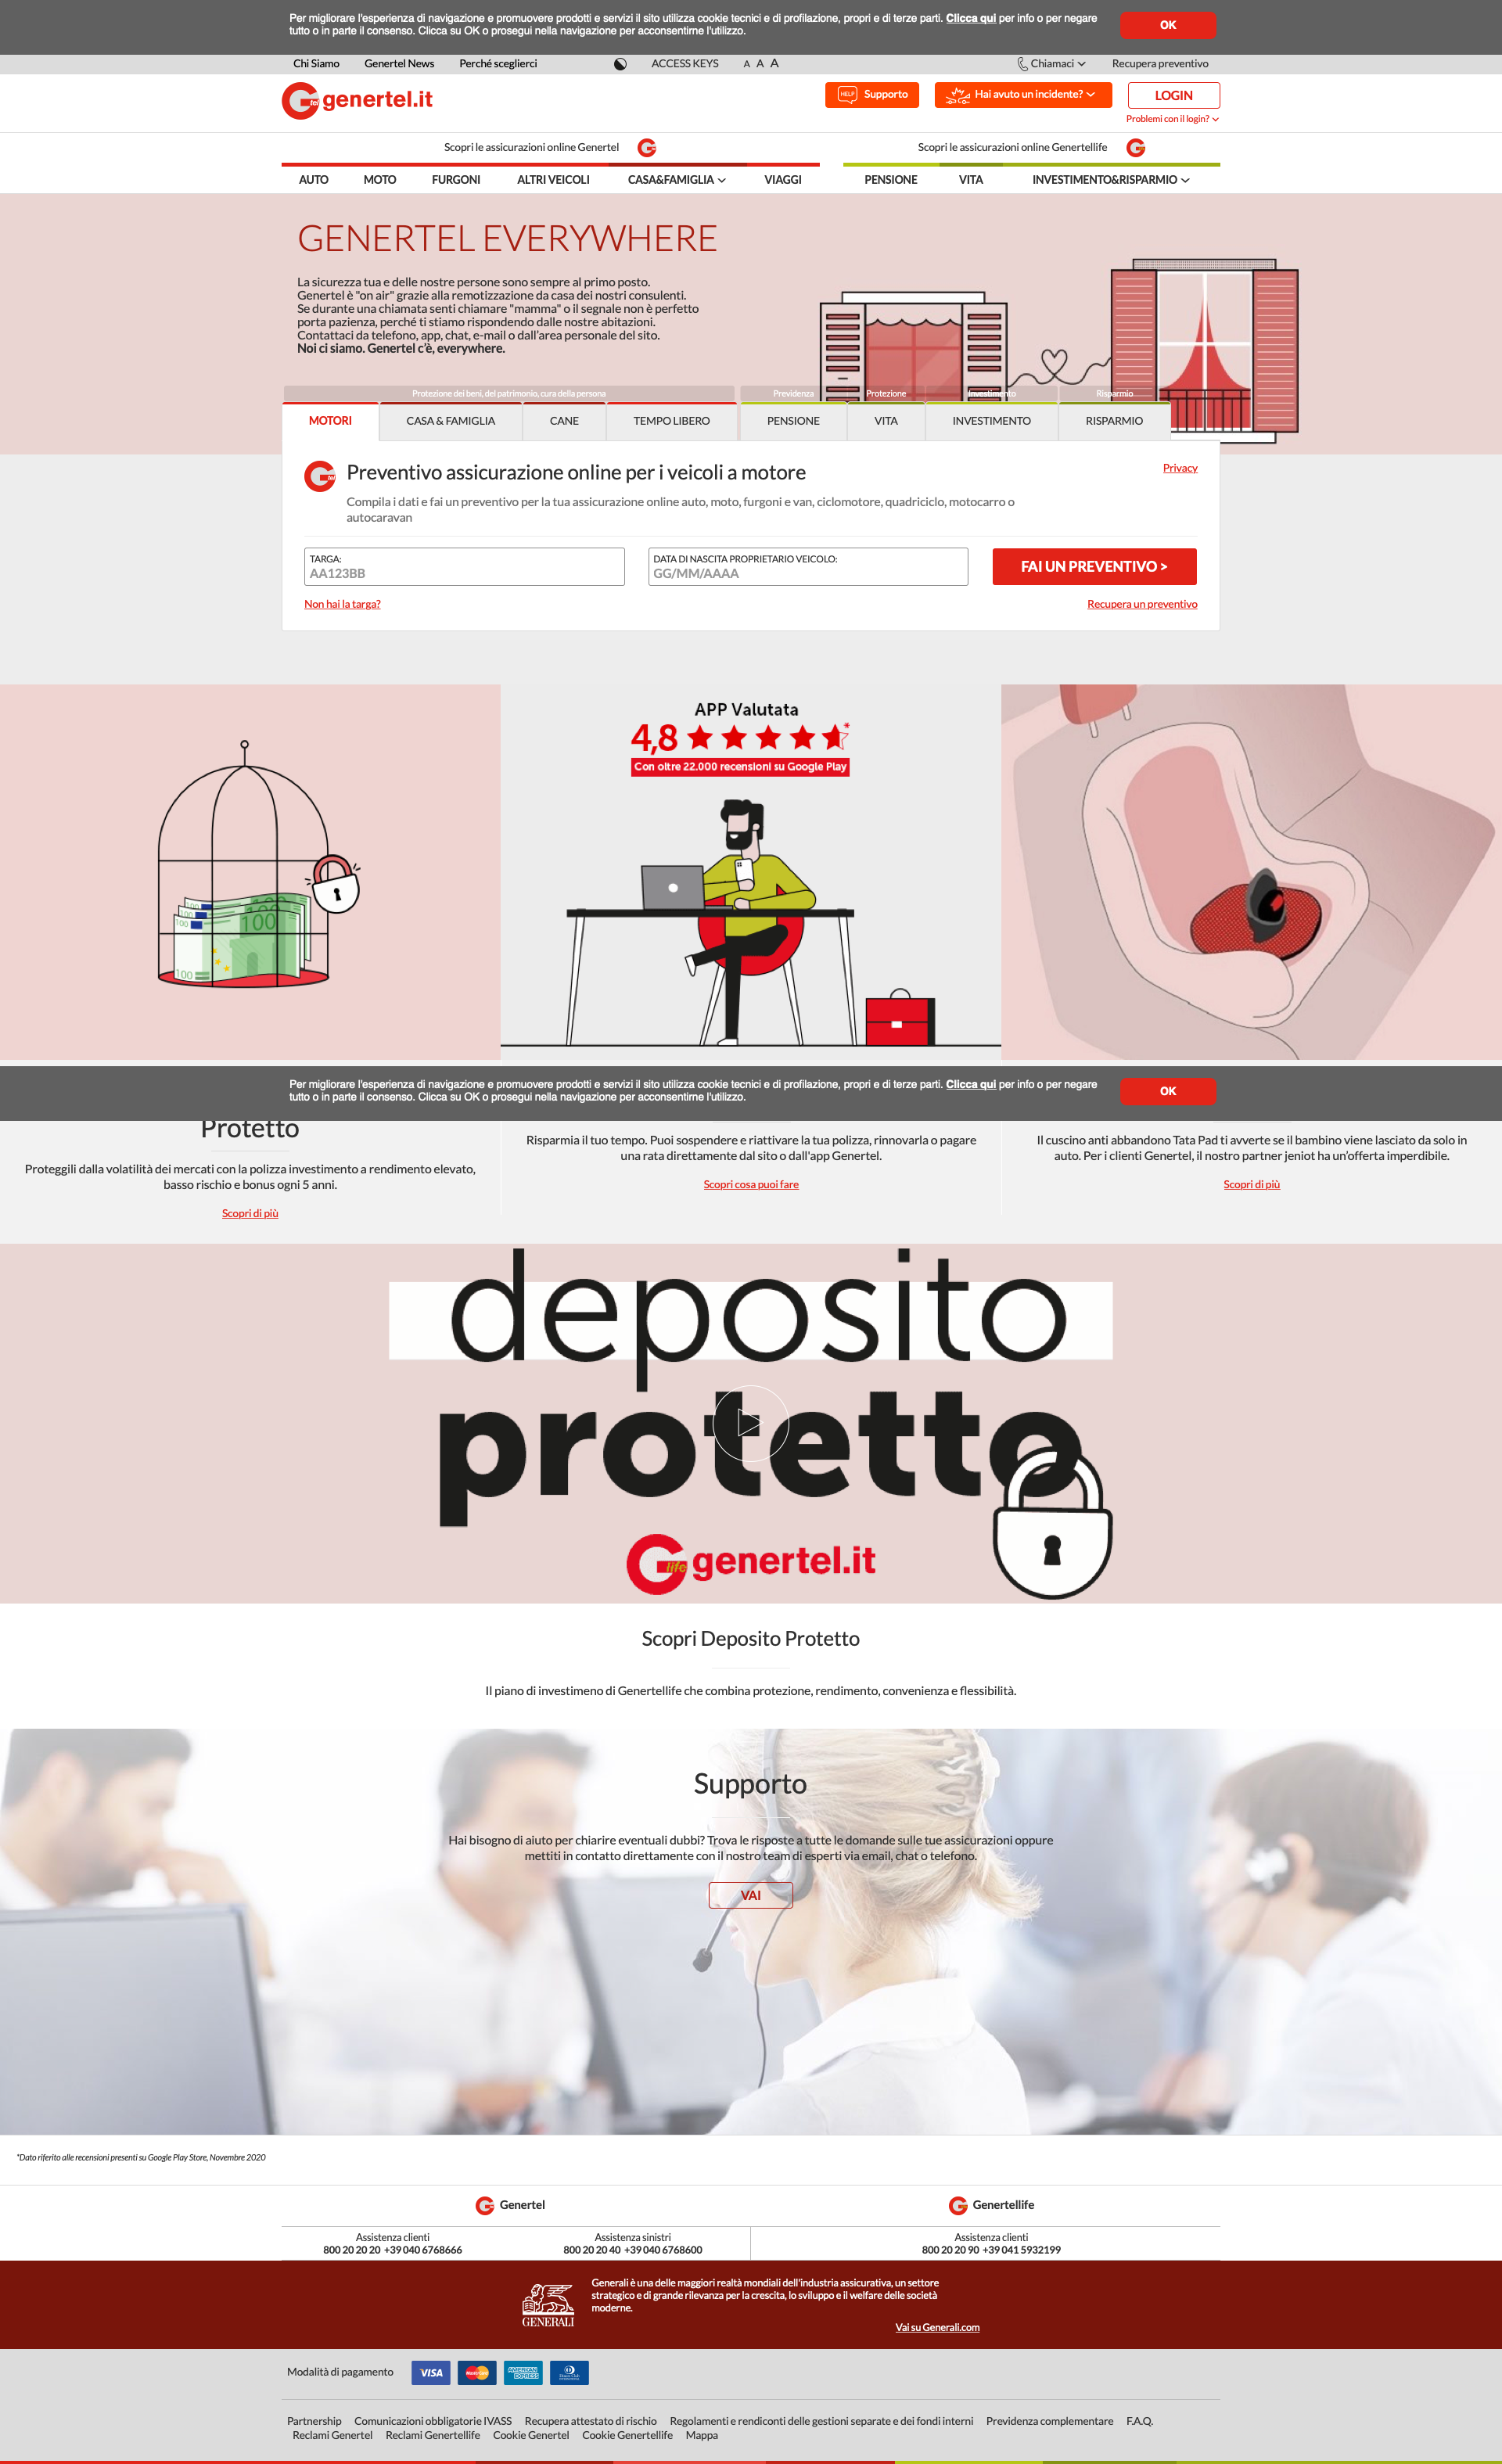 Per migliorare l'esperienza di navigazione e promuovere prodotti e servizi il sito utilizza cookie tecnici e di profilazione, propri e di terze parti. Clicca qui per info o per negare
tutto o in parte il consenso. Clicca su OK o prosegui nella navigazione per acconsentirne l'utilizzo.
OK
Chi Siamo Genertel News Perché sceglierci ACCESS KEYS A A A Chiamaci Recupera preventivo
genertel.it
HELP Supporto Hai avuto un incidente? LOGIN
Problemi con il login?
Scopri le assicurazioni online Genertel Scopri le assicurazioni online Genertellife
AUTO MOTO FURGONI ALTRI VEICOLI CASA&FAMIGLIA VIAGGI PENSIONE VITA INVESTIMENTO&RISPARMIO
GENERTEL EVERYWHERE
La sicurezza tua e delle nostre persone sono sempre al primo posto.
Genertel è "on air" grazie alla remotizzazione da casa dei nostri consulenti.
Se durante una chiamata senti chiamare "mamma" o il segnale non è perfetto
porta pazienza, perché ti stiamo rispondendo dalle nostre abitazioni.
Contattaci da telefono, app, chat, e-mail o dall'area personale del sito.
Noi ci siamo. Genertel c'è, everywhere.
Protezione dei beni, del patrimonio, cura della persona Previdenza Protezione Investimento Risparmio
MOTORI CASA & FAMIGLIA CANE TEMPO LIBERO PENSIONE VITA INVESTIMENTO RISPARMIO
Preventivo assicurazione online per i veicoli a motore
Privacy
Compila i dati e fai un preventivo per la tua assicurazione online auto, moto, furgoni e van, ciclomotore, quadriciclo, motocarro o
autocaravan
TARGA: DATA DI NASCITA PROPRIETARIO VEICOLO:
AA123BB GG/MM/AAAA
FAI UN PREVENTIVO >
Non hai la targa? Recupera un preventivo
100 100 100 100
APP Valutata
4,8 *
Con oltre 22.000 recensioni su Google Play
Per migliorare l'esperienza di navigazione e promuovere prodotti e servizi il sito utilizza cookie tecnici e di profilazione, propri e di terze parti. Clicca qui per info o per negare
tutto o in parte il consenso. Clicca su OK o prosegui nella navigazione per acconsentirne l'utilizzo.
OK
Protetto
Proteggili dalla volatilità dei mercati con la polizza investimento a rendimento elevato,
basso rischio e bonus ogni 5 anni.
Scopri di più
Risparmia il tuo tempo. Puoi sospendere e riattivare la tua polizza, rinnovarla o pagare
una rata direttamente dal sito o dall'app Genertel.
Scopri cosa puoi fare
Il cuscino anti abbandono Tata Pad ti avverte se il bambino viene lasciato da solo in
auto. Per i clienti Genertel, il nostro partner jeniot ha un'offerta imperdibile.
Scopri di più
deposito
protetto
life genertel.it
Scopri Deposito Protetto
Il piano di investimeno di Genertellife che combina protezione, rendimento, convenienza e flessibilità.
Supporto
Hai bisogno di aiuto per chiarire eventuali dubbi? Trova le risposte a tutte le domande sulle tue assicurazioni oppure
mettiti in contatto direttamente con il nostro team di esperti via email, chat o telefono.
VAI
*Dato riferito alle recensioni presenti su Google Play Store, Novembre 2020
Genertel Genertellife
Assistenza clienti Assistenza sinistri Assistenza clienti
800 20 20 20 +39 040 6768666 800 20 20 40 +39 040 6768600 800 20 20 90 +39 041 5932199
GENERALI
Generali è una delle maggiori realtà mondiali dell'industria assicurativa, un settore
strategico e di grande rilevanza per la crescita, lo sviluppo e il welfare delle società
moderne.
Vai su Generali.com
Modalità di pagamento VISA MasterCard AMERICAN EXPRESS Diners Club
Partnership Comunicazioni obbligatorie IVASS Recupera attestato di rischio Regolamenti e rendiconti delle gestioni separate e dei fondi interni Previdenza complementare F.A.Q.
Reclami Genertel Reclami Genertellife Cookie Genertel Cookie Genertellife Mappa